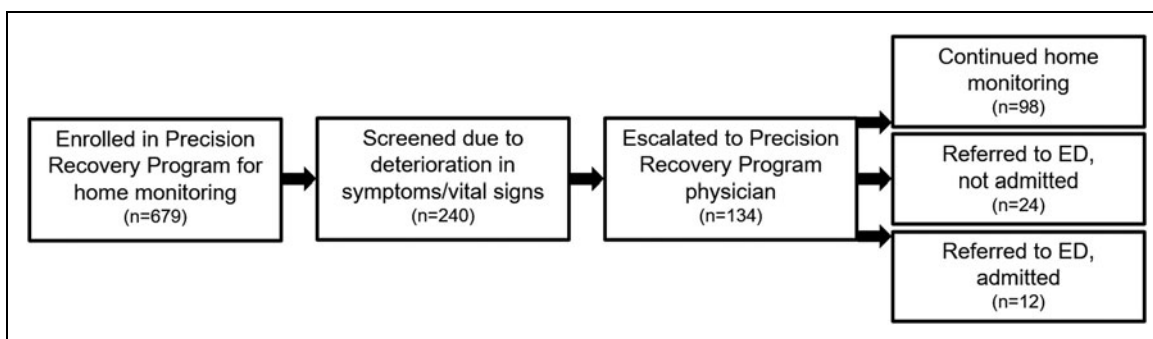 Enrolled in Precision
Recovery Program for
home monitoring
(n=679)
Screened due to
deterioration in
symptoms/vital signs
(n=240)
Escalated to Precision
Recovery Program
physician
(n=134)
Continued home
monitoring
(n=98)
Referred to ED,
not admitted
(n=24)
Referred to ED,
admitted
(n=12)